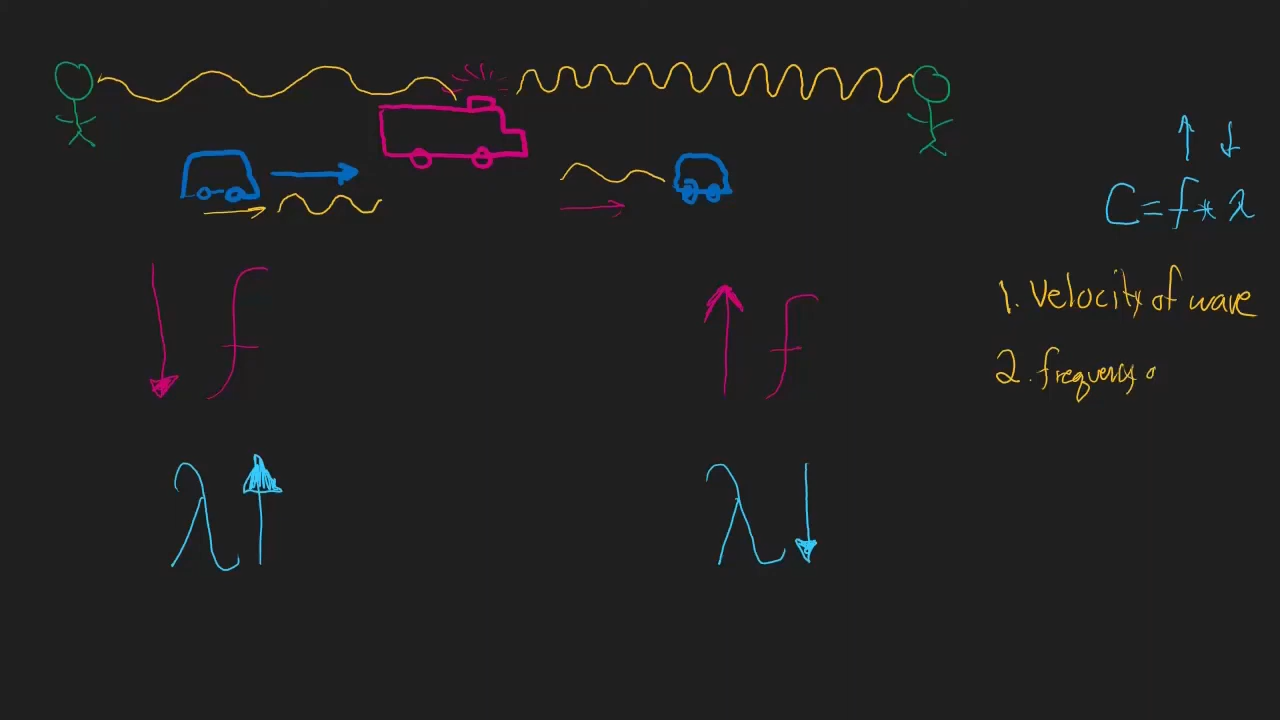 C = f * λ
1. Velocity of wave
2. frequency o
f
f
λ
λ